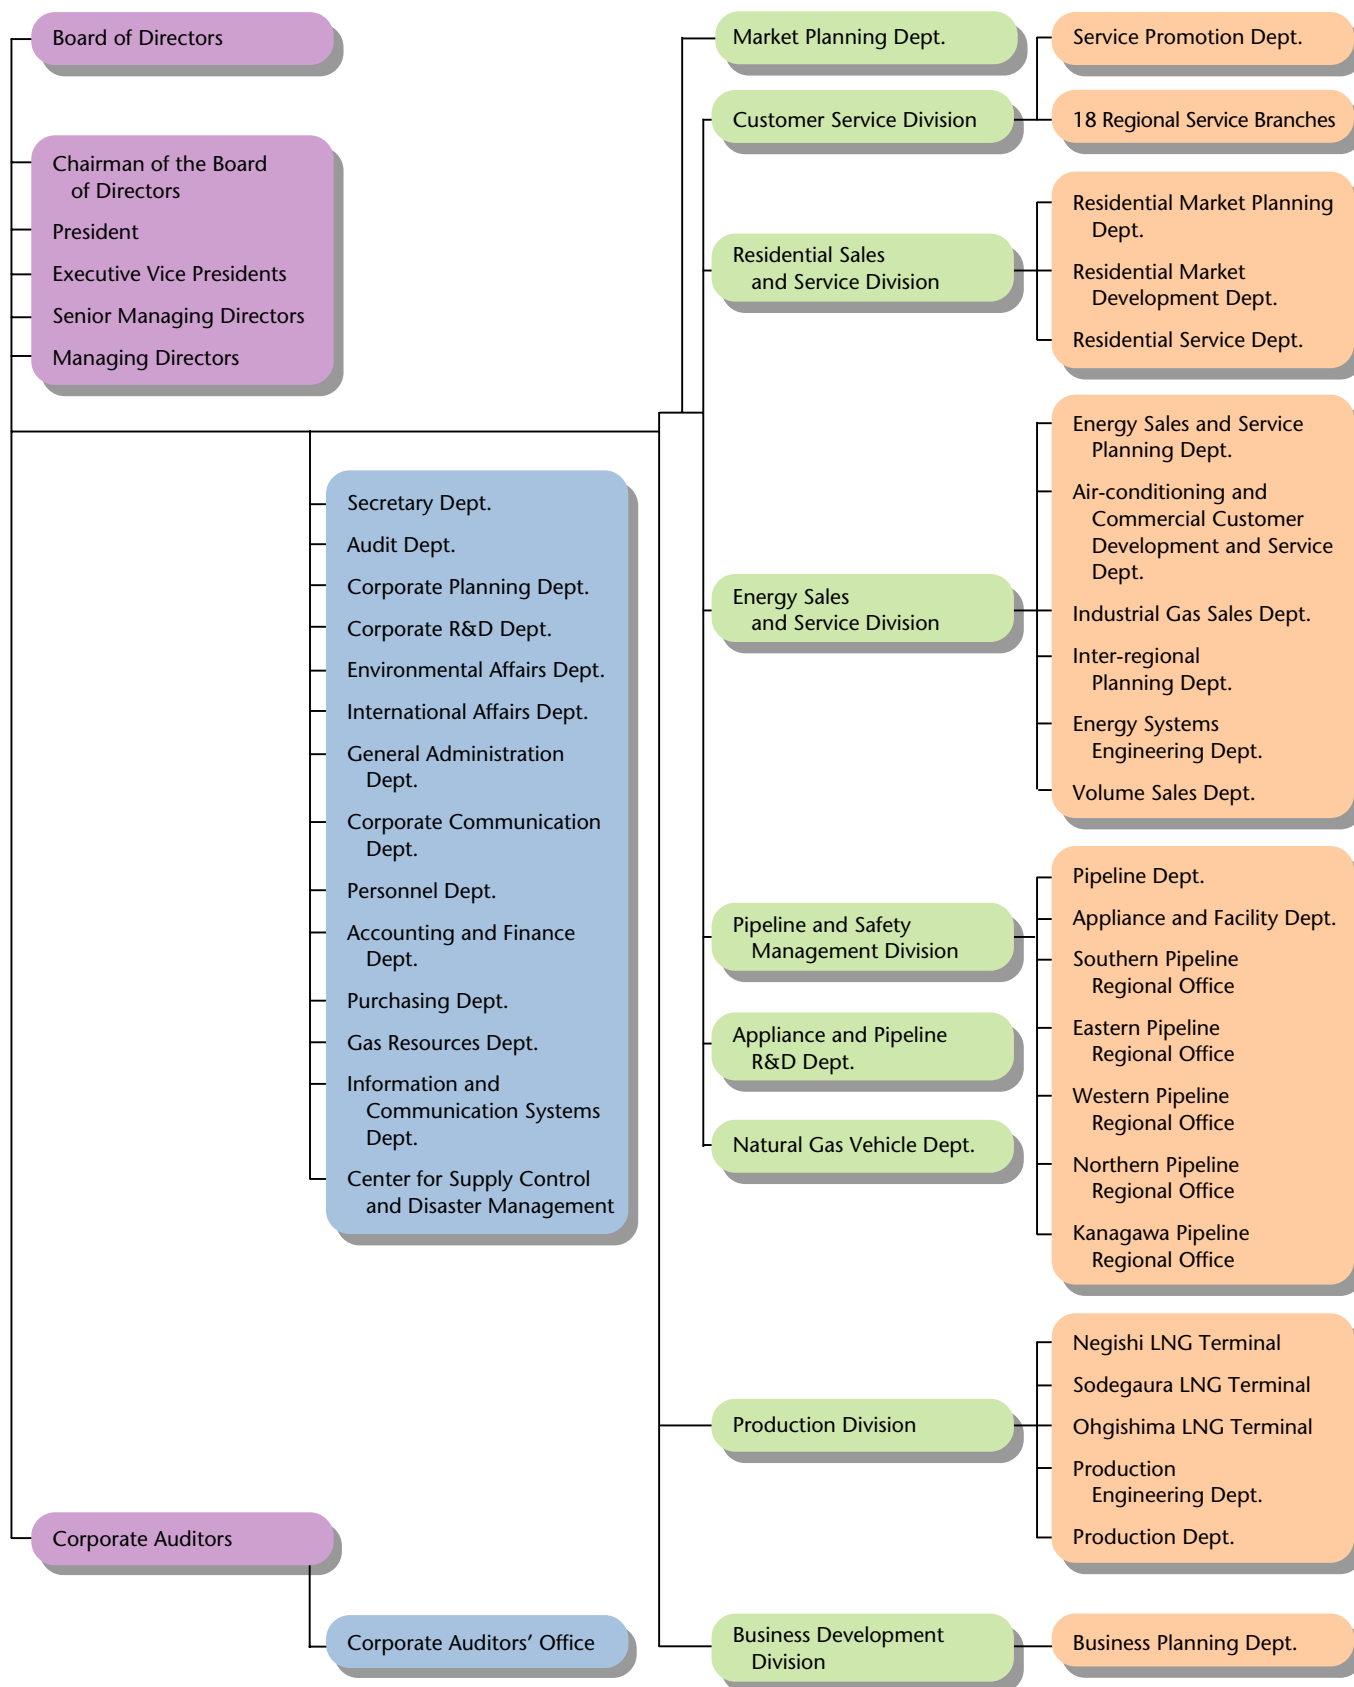 Board of Directors
Chairman of the Board
of Directors
President
Executive Vice Presidents
Senior Managing Directors
Managing Directors
Secretary Dept.
Audit Dept.
Corporate Planning Dept.
Corporate R&D Dept.
Environmental Affairs Dept.
International Affairs Dept.
General Administration
Dept.
Corporate Communication
Dept.
Personnel Dept.
Accounting and Finance
Dept.
Purchasing Dept.
Gas Resources Dept.
Information and
Communication Systems
Dept.
Center for Supply Control
and Disaster Management
Corporate Auditors
Corporate Auditors’ Office
Market Planning Dept.
Customer Service Division
Service Promotion Dept.
18 Regional Service Branches
Residential Sales
and Service Division
Residential Market Planning
Dept.
Residential Market
Development Dept.
Residential Service Dept.
Energy Sales
and Service Division
Energy Sales and Service
Planning Dept.
Air-conditioning and
Commercial Customer
Development and Service
Dept.
Industrial Gas Sales Dept.
Inter-regional
Planning Dept.
Energy Systems
Engineering Dept.
Volume Sales Dept.
Pipeline and Safety
Management Division
Pipeline Dept.
Appliance and Facility Dept.
Southern Pipeline
Regional Office
Eastern Pipeline
Regional Office
Western Pipeline
Regional Office
Northern Pipeline
Regional Office
Kanagawa Pipeline
Regional Office
Appliance and Pipeline
R&D Dept.
Natural Gas Vehicle Dept.
Production Division
Negishi LNG Terminal
Sodegaura LNG Terminal
Ohgishima LNG Terminal
Production
Engineering Dept.
Production Dept.
Business Development
Division
Business Planning Dept.